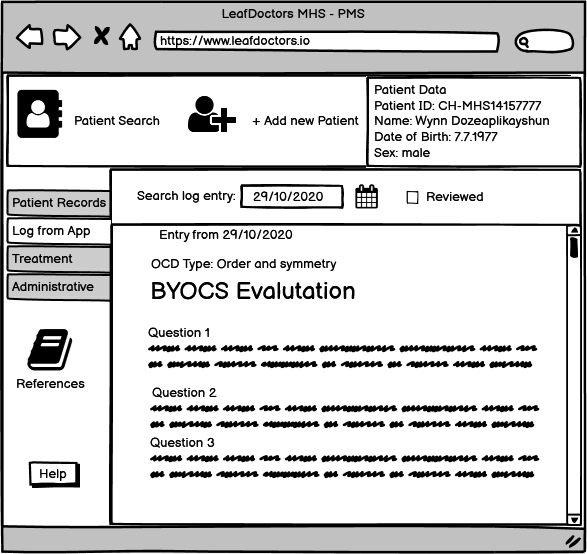 LeafDoctors MHS - PMS
https://www.leafdoctors.io
Patient Search
+ Add new Patient
Patient Data
Patient ID: CH-MHS14157777
Name: Wynn Dozeaplikayshun
Date of Birth: 7.7.1977
Sex: male
Patient Records
Log from App
Treatment
Administrative
References
Help
Search log entry:
29/10/2020
Reviewed
Entry from 29/10/2020
OCD Type: Order and symmetry
BYOCS Evalutation
Question 1
Question 2
Question 3